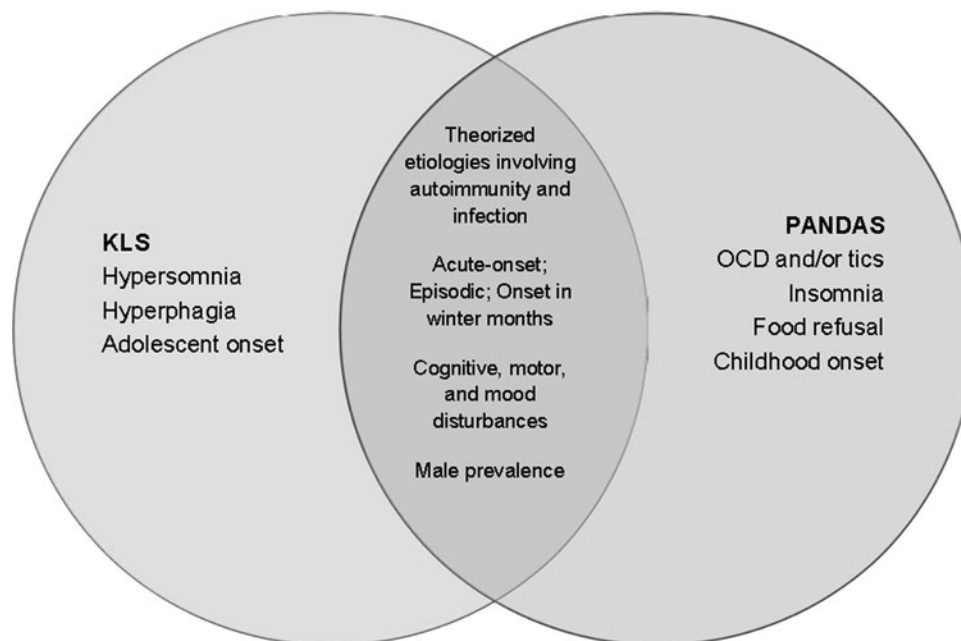 KLS
Hypersomnia
Hyperphagia
Adolescent onset
Theorized
etiologies involving
autoimmunity and
infection
Acute-onset;
Episodic; Onset in
winter months
Cognitive, motor,
and mood
disturbances
Male prevalence
PANDAS
OCD and/or tics
Insomnia
Food refusal
Childhood onset